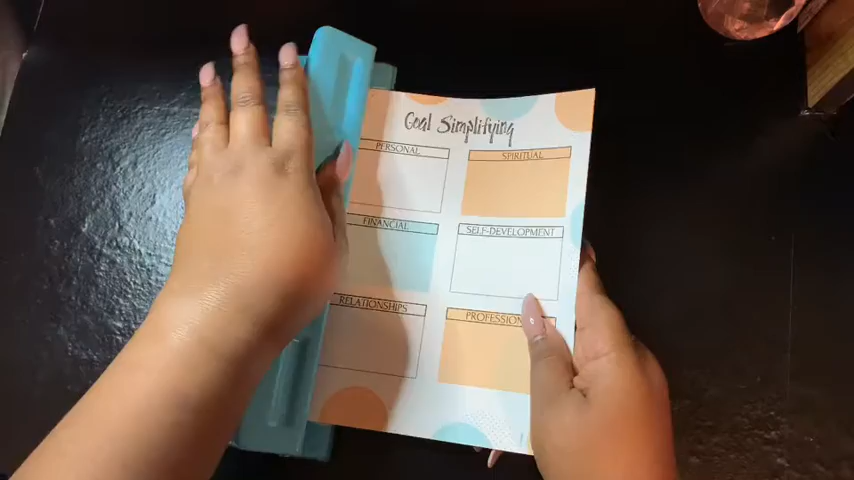 Goal Simplifying
PERSONAL
SPIRITUAL
FINANCIAL
SELF-DEVELOPMENT
RELATIONSHIPS